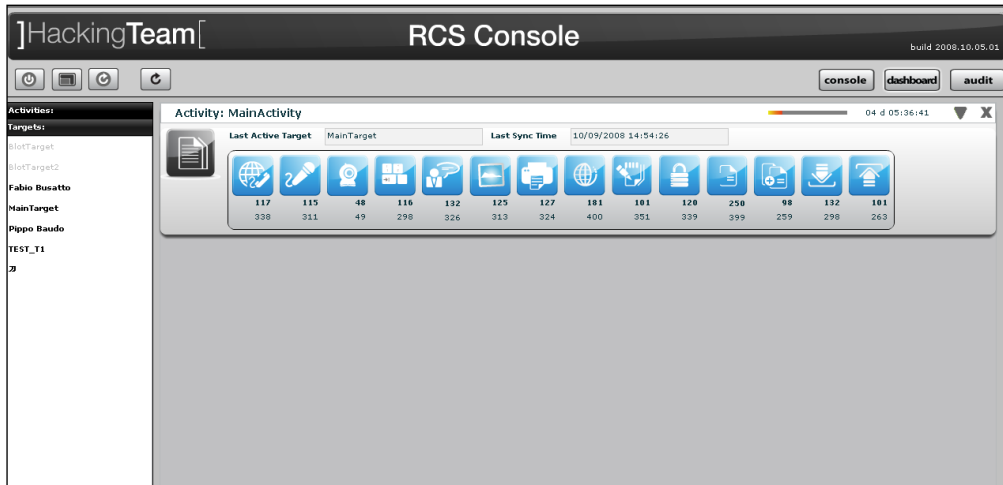 ]HackingTeam[
RCS Console
build 2008.10.05.01
console
dashboard
audit
Activities:
Targets:
BlotTarget
BlotTarget2
Fabio Busatto
MainTarget
Pippo Baudo
TEST_T1
刀
Activity: MainActivity
04 d 05:36:41
X
Last Active Target MainTarget Last Sync Time 10/09/2008 14:54:26
117 115 48 116 132 125 127 181 101 120 250 98 132 101
338 311 49 298 326 313 324 400 351 339 399 259 298 263